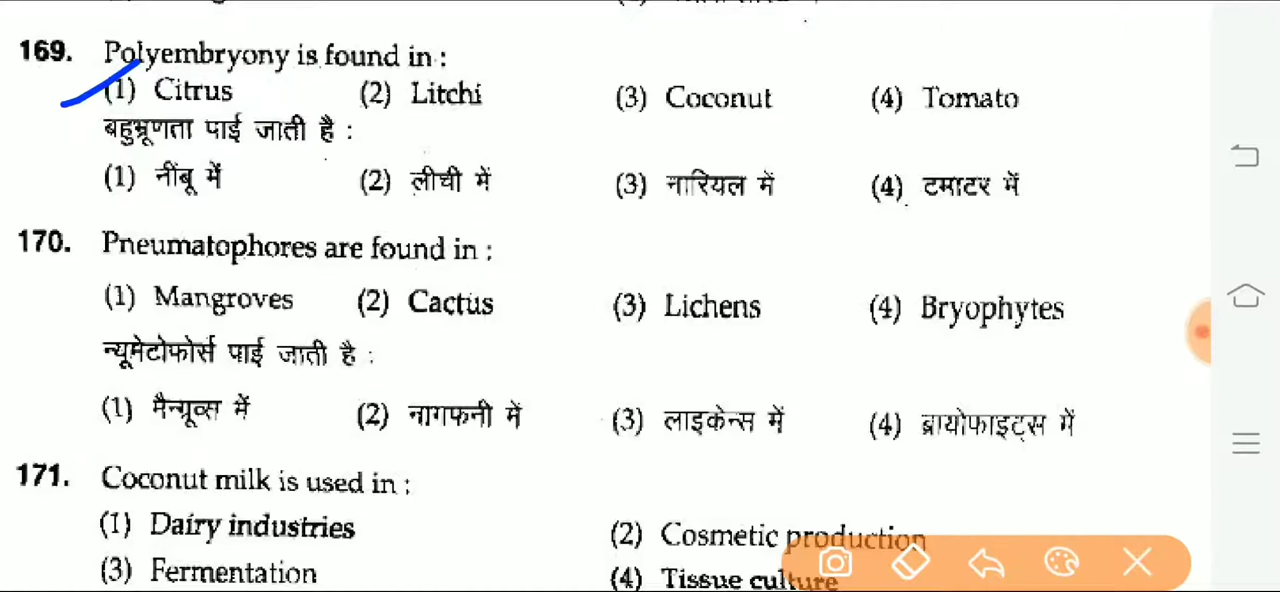 169. Polyembryony is found in :
(1) Citrus (2) Litchi (3) Coconut (4) Tomato
बहुभ्रूणता पाई जाती है :
(1) नींबू में (2) लीची में (3) नारियल में (4) टमाटर में
170. Pneumatophores are found in :
(1) Mangroves (2) Cactus (3) Lichens (4) Bryophytes
न्यूमेटोफोर्स पाई जाती है :
(1) मैन्ग्रूव्स में (2) नागफनी में (3) लाइकेन्स में (4) ब्रायोफाइट्स में
171. Coconut milk is used in :
(1) Dairy industries (2) Cosmetic production
(3) Fermentation (4) Tissue culture